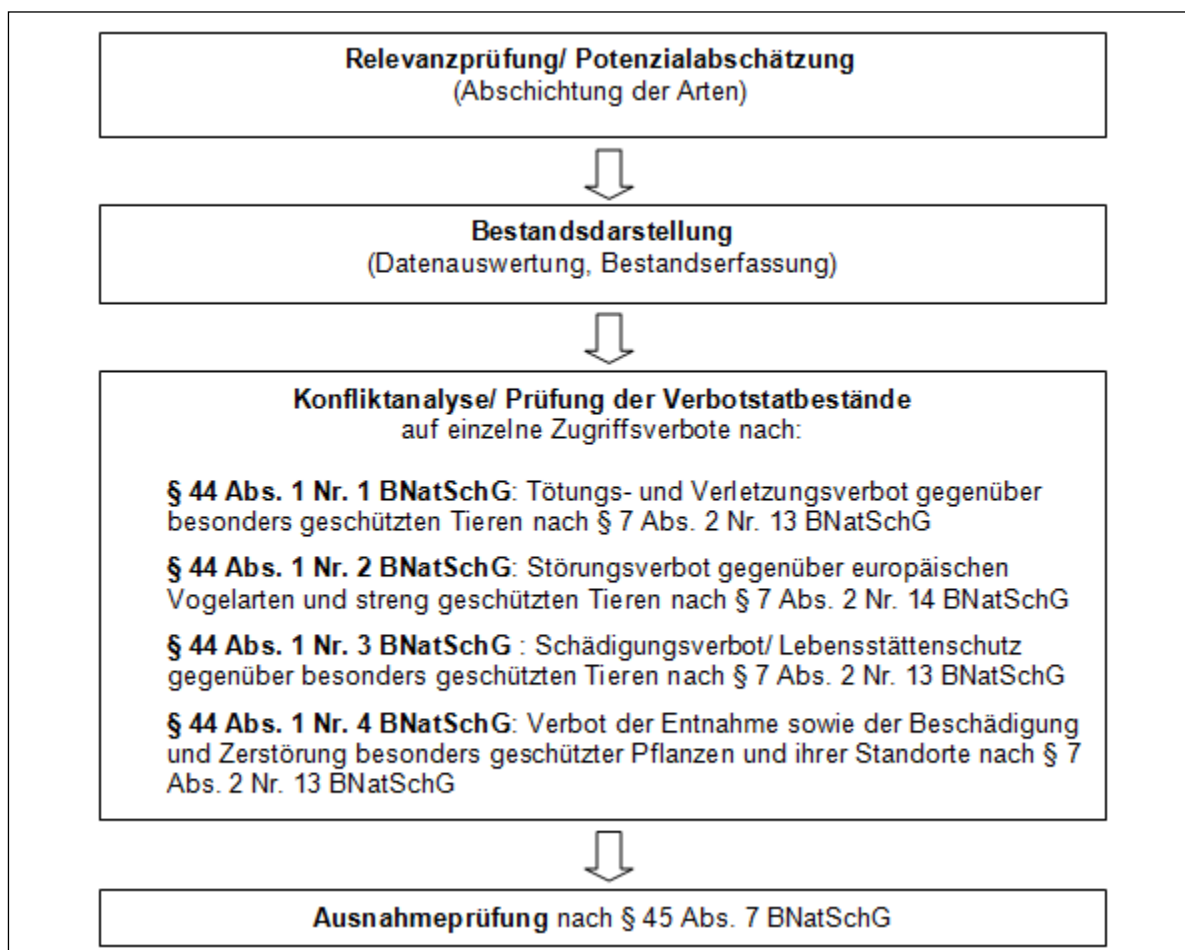 Relevanzprüfung/ Potenzialabschätzung
(Abschichtung der Arten)
Bestandsdarstellung
(Datenauswertung, Bestandserfassung)
Konfliktanalyse/ Prüfung der Verbotstatbestände
auf einzelne Zugriffsverbote nach:
§ 44 Abs. 1 Nr. 1 BNatSchG: Tötungs- und Verletzungsverbot gegenüber
besonders geschützten Tieren nach § 7 Abs. 2 Nr. 13 BNatSchG
§ 44 Abs. 1 Nr. 2 BNatSchG: Störungsverbot gegenüber europäischen
Vogelarten und streng geschützten Tieren nach § 7 Abs. 2 Nr. 14 BNatSchG
§ 44 Abs. 1 Nr. 3 BNatSchG : Schädigungsverbot/ Lebensstättenschutz
gegenüber besonders geschützten Tieren nach § 7 Abs. 2 Nr. 13 BNatSchG
§ 44 Abs. 1 Nr. 4 BNatSchG: Verbot der Entnahme sowie der Beschädigung
und Zerstörung besonders geschützter Pflanzen und ihrer Standorte nach § 7
Abs. 2 Nr. 13 BNatSchG
Ausnahmeprüfung nach § 45 Abs. 7 BNatSchG